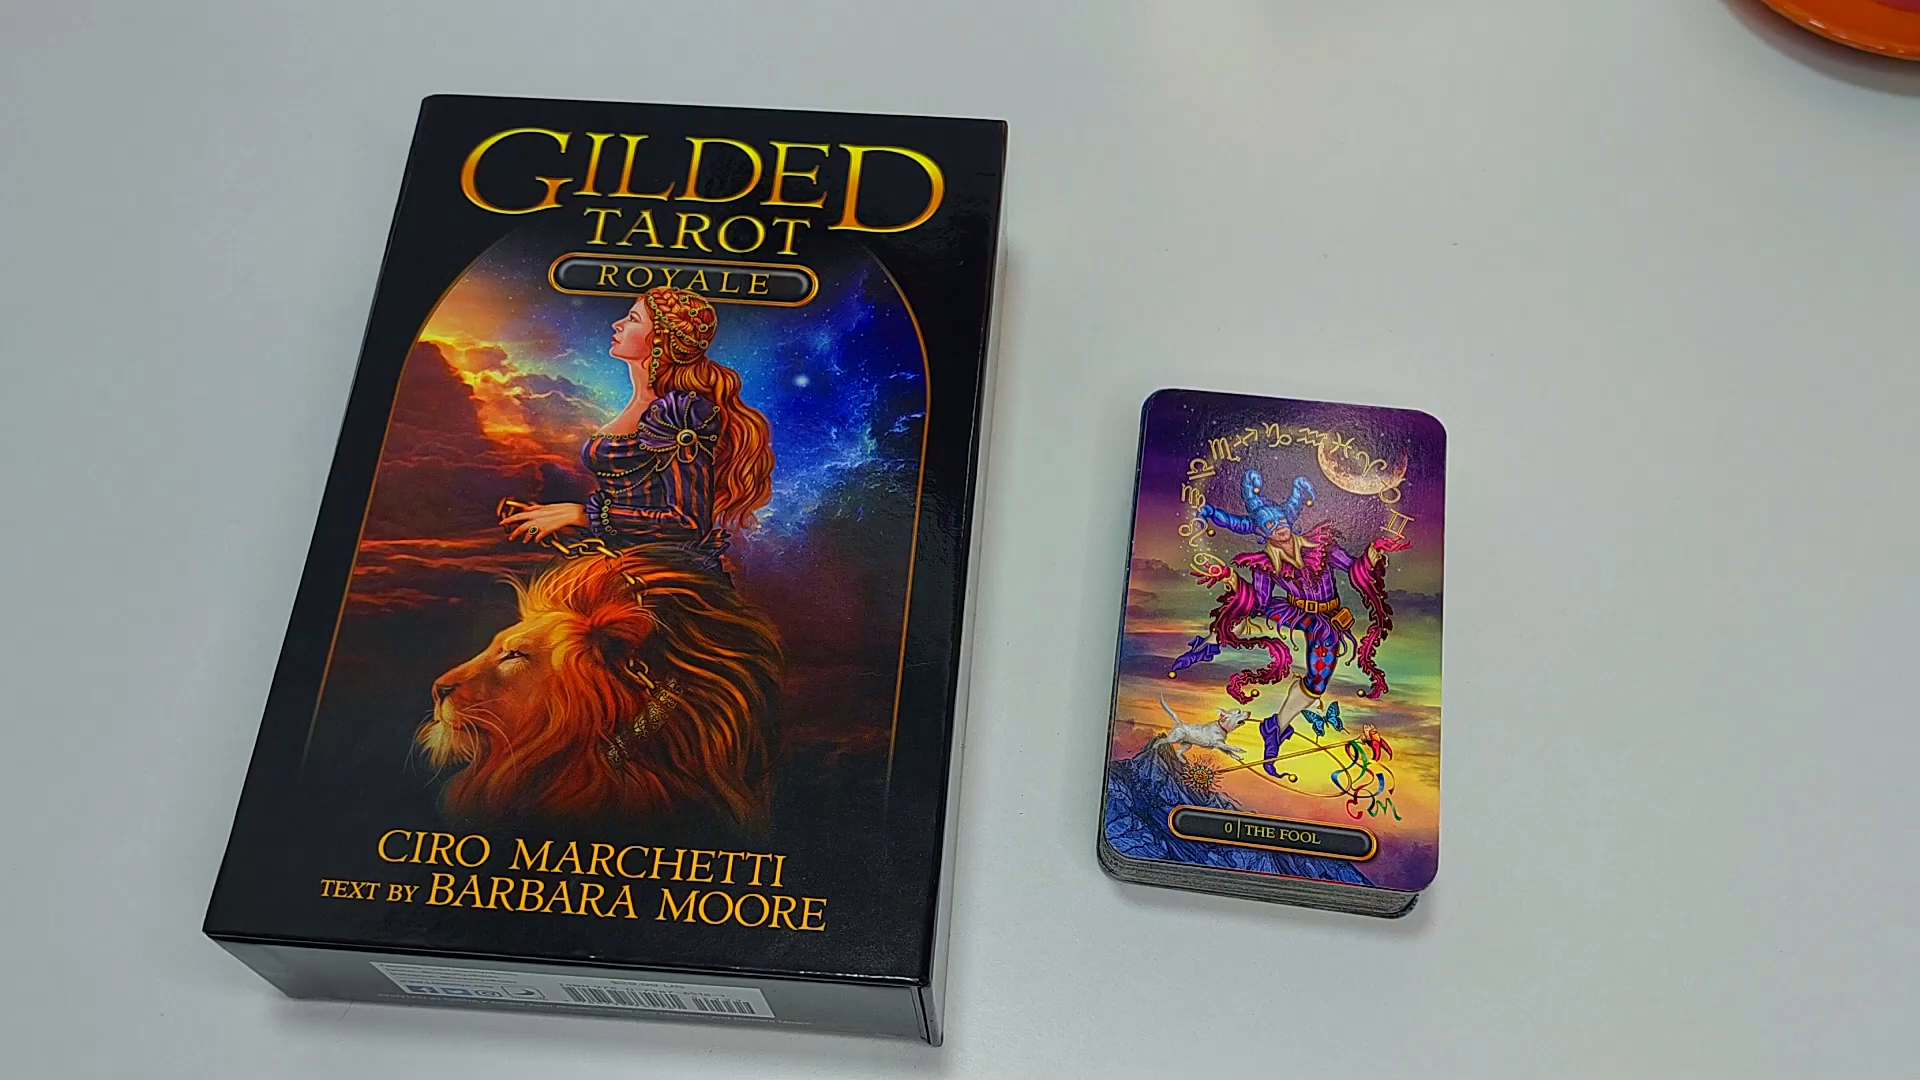 GILDED
TAROT
ROYALE
CIRO MARCHETTI
TEXT BY BARBARA MOORE
0 | THE FOOL